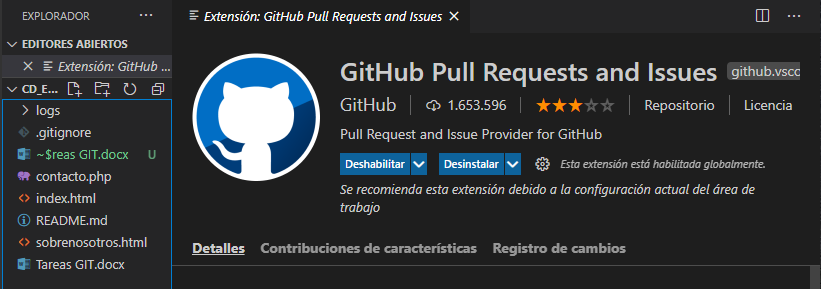 EXPLORADOR
EDITORES ABIERTOS
Extensión: GitHub ...
CD_E...
logs
.gitignore
~$reas GIT.docx U
contacto.php
index.html
README.md
sobrenosotros.html
Tareas GIT.docx
Extensión: GitHub Pull Requests and Issues
GitHub Pull Requests and Issues github.vsco
GitHub 1.653.596 Repositorio Licencia
Pull Request and Issue Provider for GitHub
Deshabilitar Desinstalar Esta extensión está habilitada globalmente.
Se recomienda esta extensión debido a la configuración actual del área de
trabajo
Detalles Contribuciones de características Registro de cambios